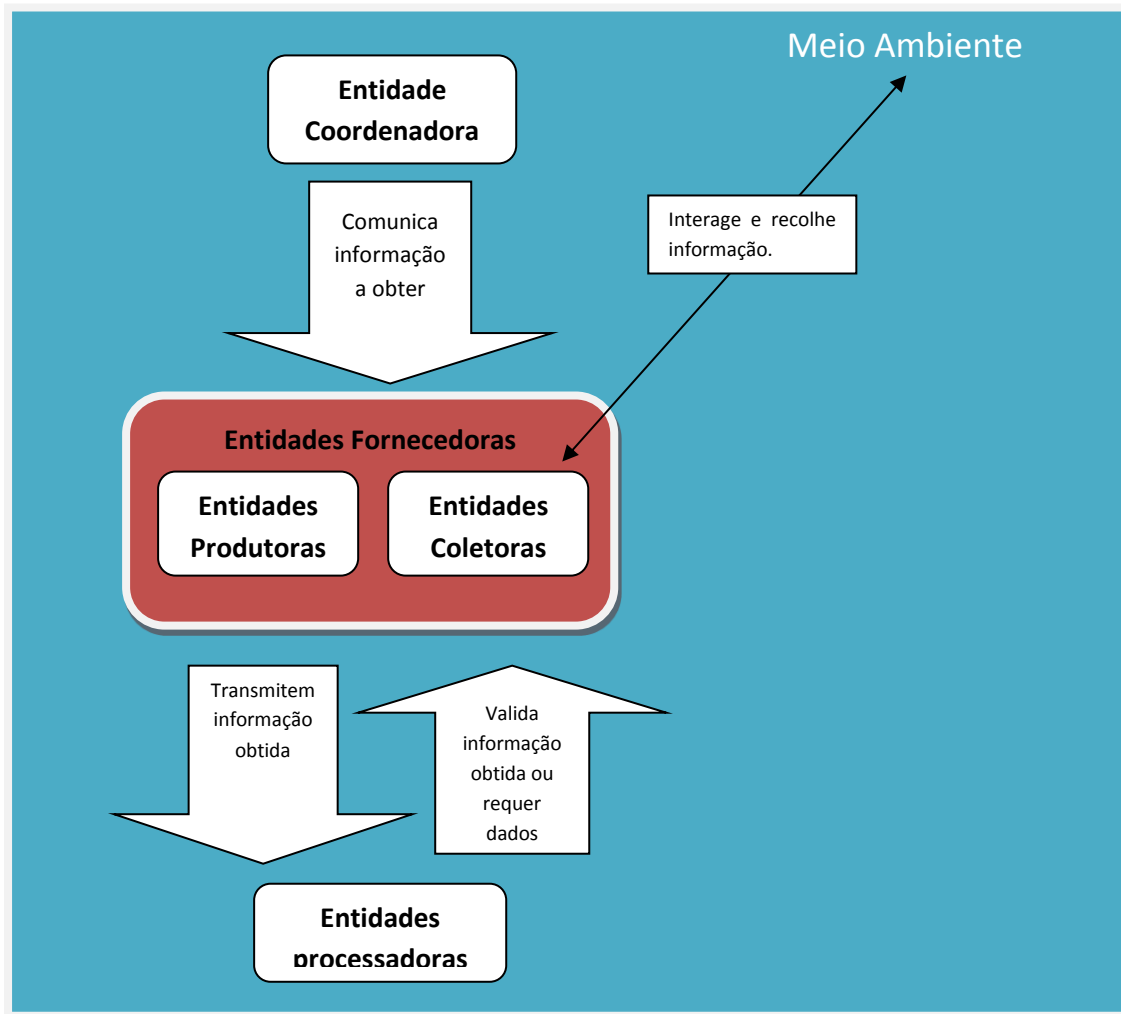 Meio Ambiente
Entidade
Coordenadora
Comunica
informação
a obter
Interage e recolhe
informação.
Entidades Fornecedoras
Entidades
Produtoras
Entidades
Coletoras
Transmitem
informação
obtida
Valida
informação
obtida ou
requer
dados
Entidades
processadoras